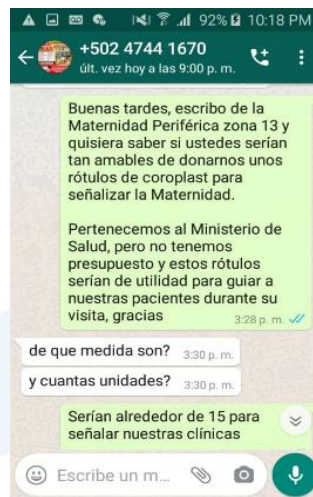 92% 10:18 PM
+502 4744 1670
últ. vez hoy a las 9:00 p. m.
Buenas tardes, escribo de la
Maternidad Periférica zona 13 y
quisiera saber si ustedes serían
tan amables de donarnos unos
rótulos de coroplast para
señalizar la Maternidad.
Pertenecemos al Ministerio de
Salud, pero no tenemos
presupuesto y estos rótulos
serían de utilidad para guiar a
nuestras pacientes durante su
visita, gracias
3:28 p. m.
de que medida son? 3:30 p. m.
y cuantas unidades? 3:30 p. m.
Serían alrededor de 15 para
señalar nuestras clínicas
Escribe un m...